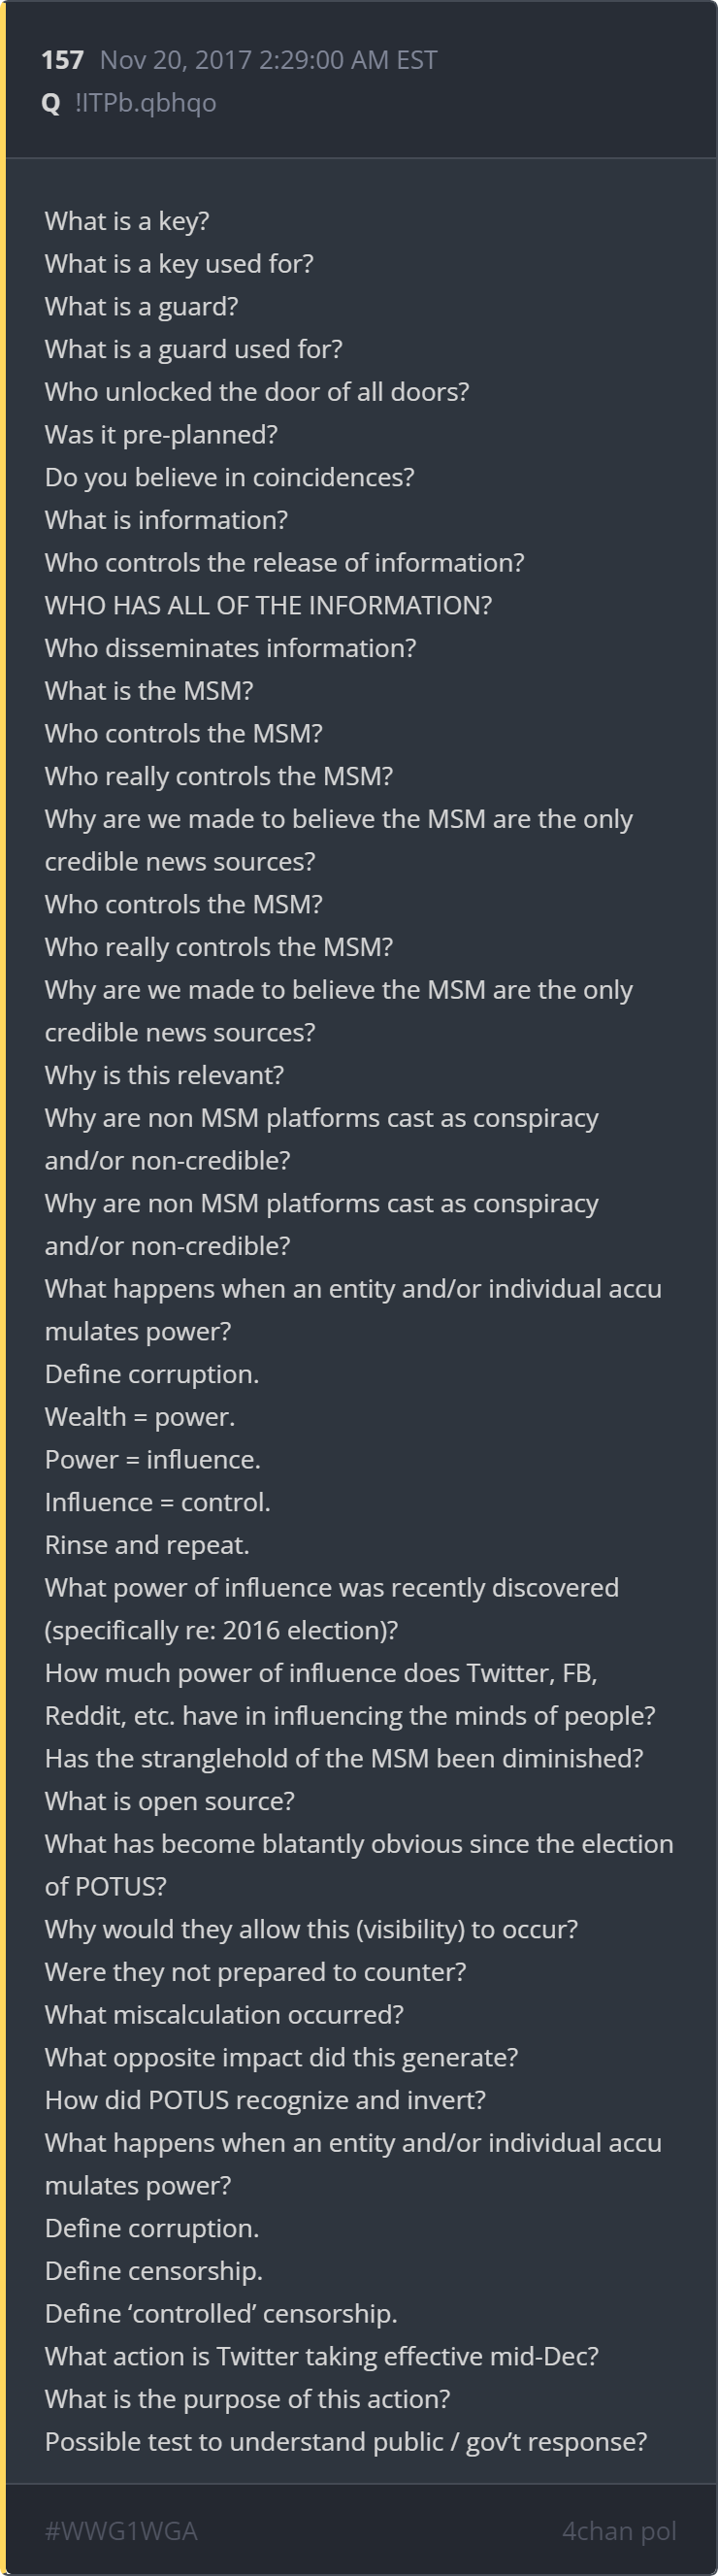 157 Nov 20, 2017 2:29:00 AM EST
Q !ITPb.qbhqo
What is a key?
What is a key used for?
What is a guard?
What is a guard used for?
Who unlocked the door of all doors?
Was it pre-planned?
Do you believe in coincidences?
What is information?
Who controls the release of information?
WHO HAS ALL OF THE INFORMATION?
Who disseminates information?
What is the MSM?
Who controls the MSM?
Who really controls the MSM?
Why are we made to believe the MSM are the only
credible news sources?
Who controls the MSM?
Who really controls the MSM?
Why are we made to believe the MSM are the only
credible news sources?
Why is this relevant?
Why are non MSM platforms cast as conspiracy
and/or non-credible?
Why are non MSM platforms cast as conspiracy
and/or non-credible?
What happens when an entity and/or individual accu
mulates power?
Define corruption.
Wealth = power.
Power = influence.
Influence = control.
Rinse and repeat.
What power of influence was recently discovered
(specifically re: 2016 election)?
How much power of influence does Twitter, FB,
Reddit, etc. have in influencing the minds of people?
Has the stranglehold of the MSM been diminished?
What is open source?
What has become blatantly obvious since the election
of POTUS?
Why would they allow this (visibility) to occur?
Were they not prepared to counter?
What miscalculation occurred?
What opposite impact did this generate?
How did POTUS recognize and invert?
What happens when an entity and/or individual accu
mulates power?
Define corruption.
Define censorship.
Define ‘controlled’ censorship.
What action is Twitter taking effective mid-Dec?
What is the purpose of this action?
Possible test to understand public / gov’t response?
#WWG1WGA 4chan pol